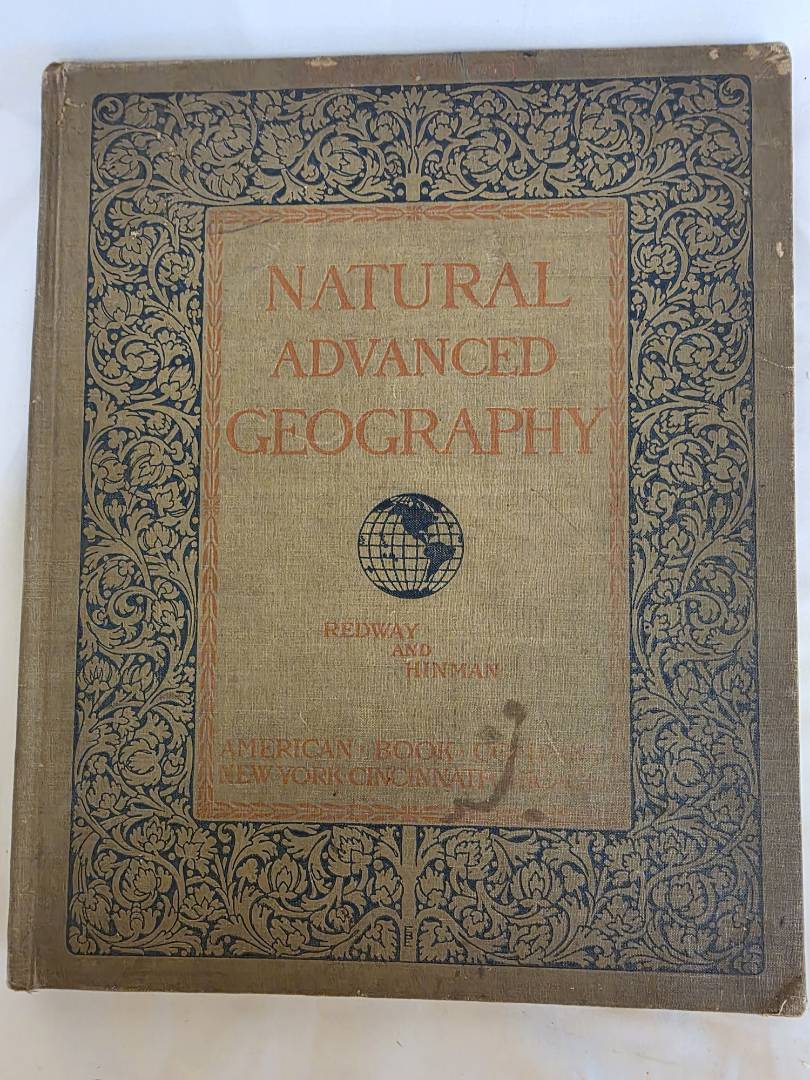 NATURAL
ADVANCED
GEOGRAPHY
REDWAY
AND
HINMAN
AMERICAN BOOK
NEW YORK·CINCINNATI